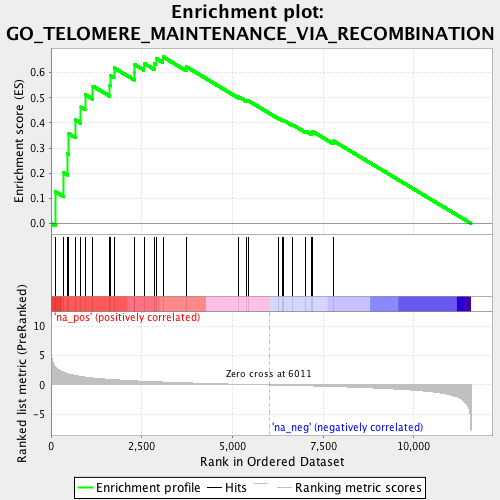 Enrichment plot:
GO_TELOMERE_MAINTENANCE_VIA_RECOMBINATION
Enrichment score (ES)
0.6
0.5
0.4
0.3
0.2
0.1
0.0
'na_pos' (positively correlated)
Ranked list metric (PreRanked)
10
5
0
-5
Zero cross at 6011
'na_neg' (negatively correlated)
0
2,500
5,000
7,500
10,000
Rank in Ordered Dataset
Enrichment profile
Hits
Ranking metric scores